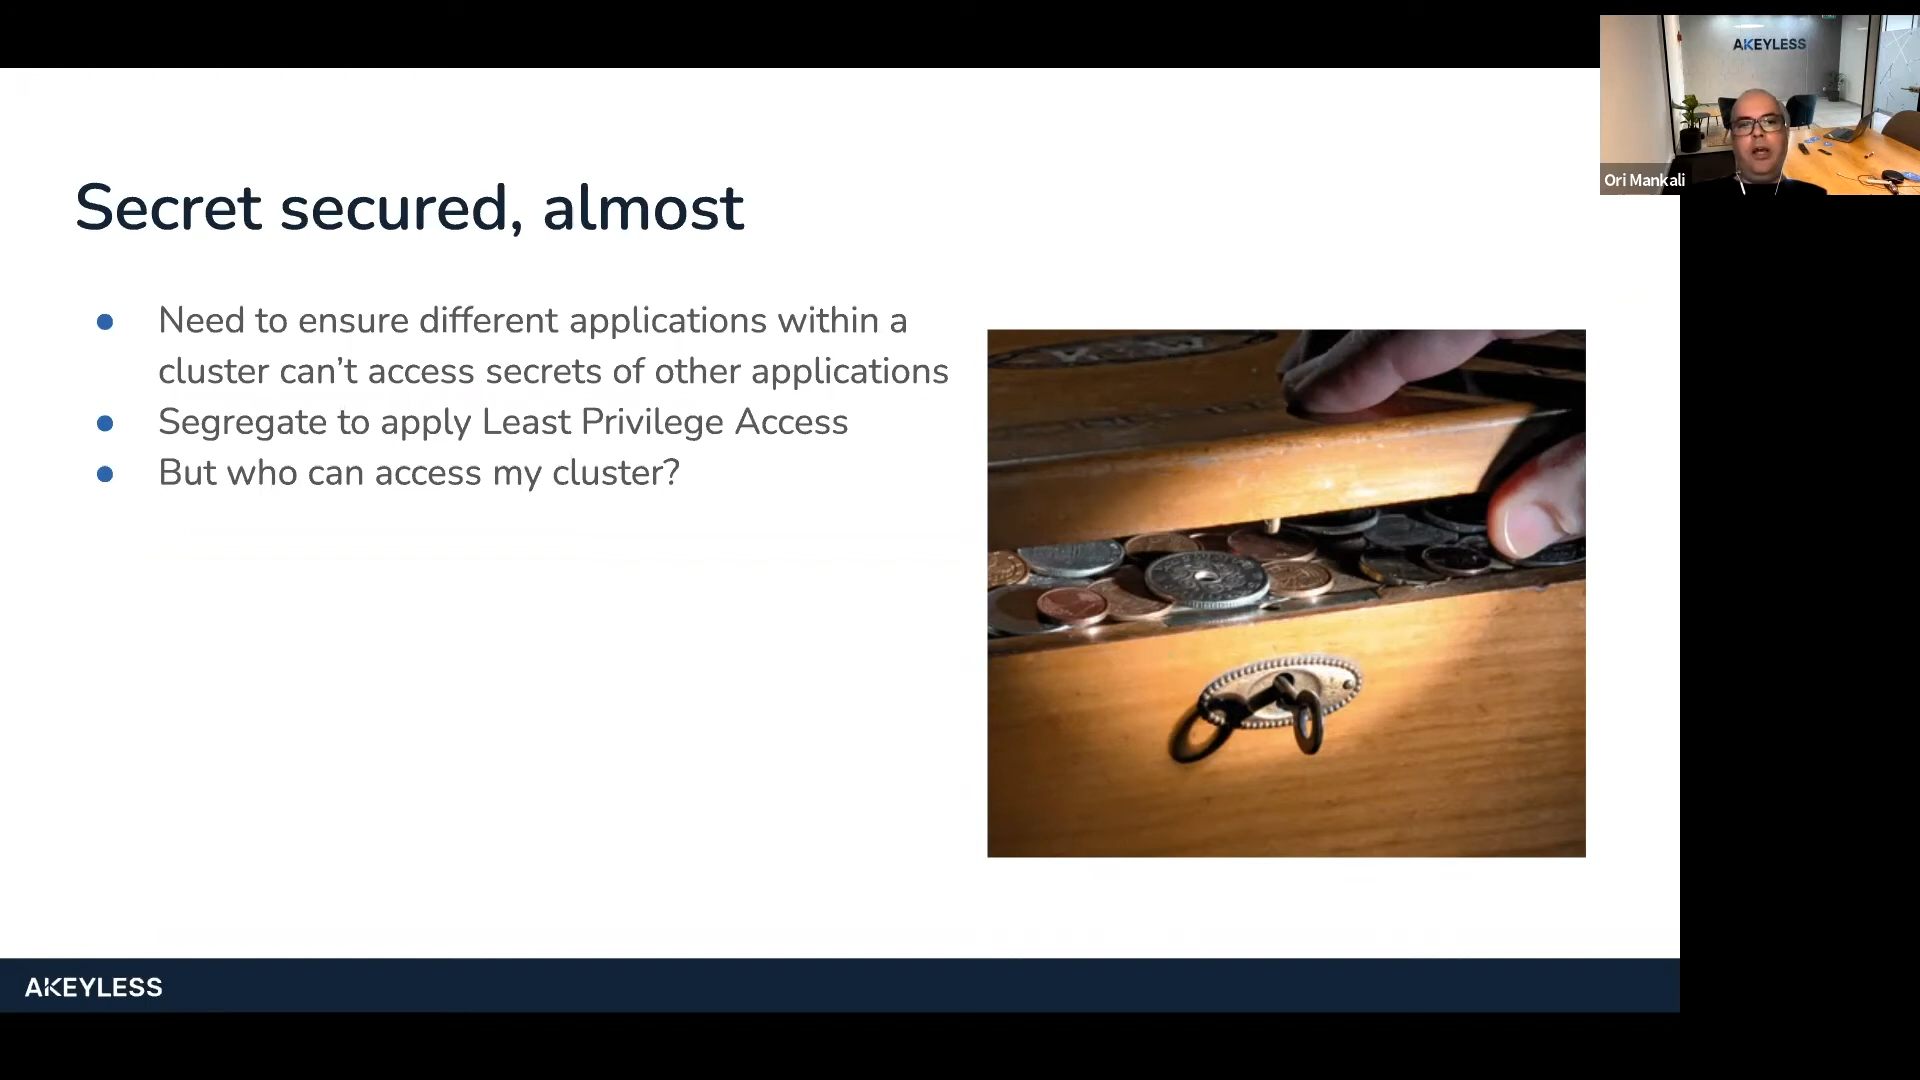 AKEYLESS
Ori Mankali
Secret secured, almost
● Need to ensure different applications within a
cluster can’t access secrets of other applications
● Segregate to apply Least Privilege Access
● But who can access my cluster?
AKEYLESS